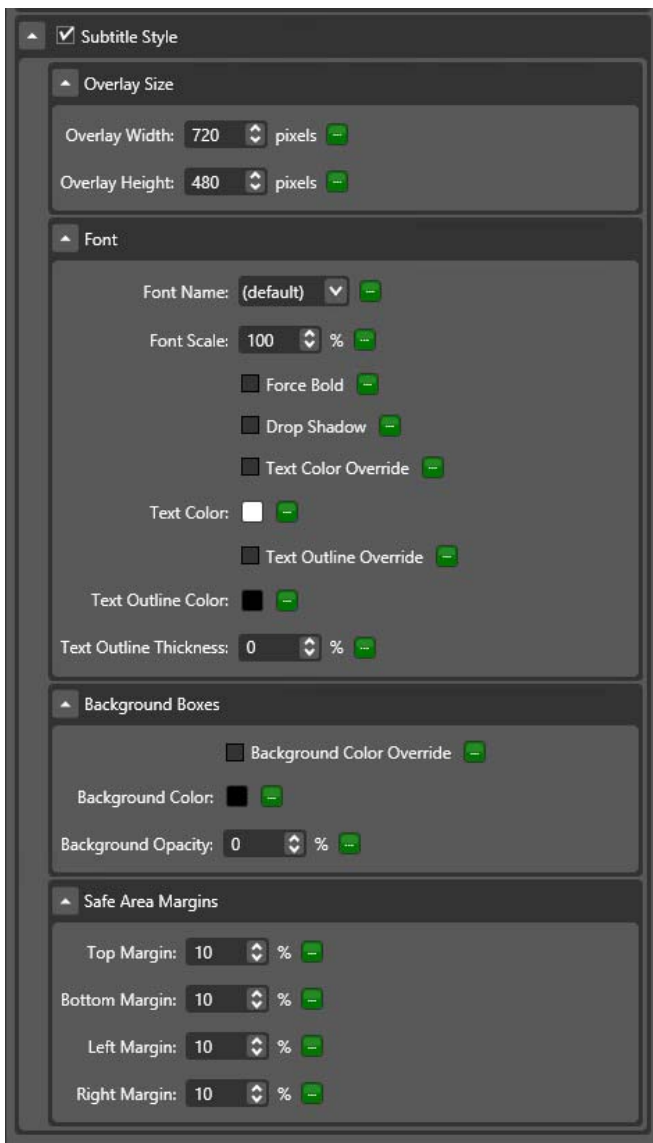 Subtitle Style
Overlay Size
Overlay Width: 720 pixels
Overlay Height: 480 pixels
Font
Font Name: (default)
Font Scale: 100 %
Force Bold
Drop Shadow
Text Color Override
Text Color:
Text Outline Override
Text Outline Color:
Text Outline Thickness: 0 %
Background Boxes
Background Color Override
Background Color:
Background Opacity: 0 %
Safe Area Margins
Top Margin: 10 %
Bottom Margin: 10 %
Left Margin: 10 %
Right Margin: 10 %